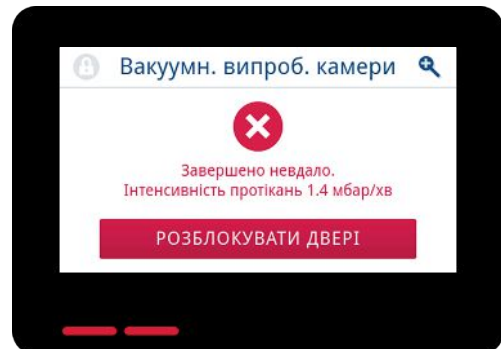 Вакуумн. випроб. камери
Завершено невдало.
Інтенсивність протікань 1.4 мбар/хв
РОЗБЛОКУВАТИ ДВЕРІ